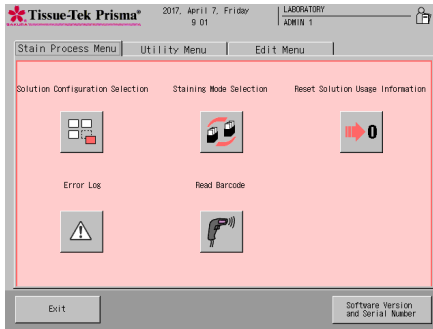 Tissue-Tek Prisma®
SAKURA
2017, April 7, Friday
9 01
LABORATORY
ADMIN 1
Stain Process Menu
Utility Menu
Edit Menu
Solution Configuration Selection
Staining Mode Selection
Reset Solution Usage Information
0
Error Log
Read Barcode
Exit
Software Version
and Serial Number